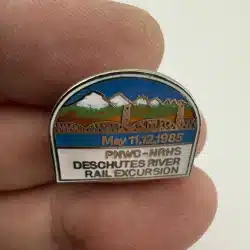 May 11,12,1985
PNWC-NRHS
DESCHUTES RIVER
RAIL EXCURSION